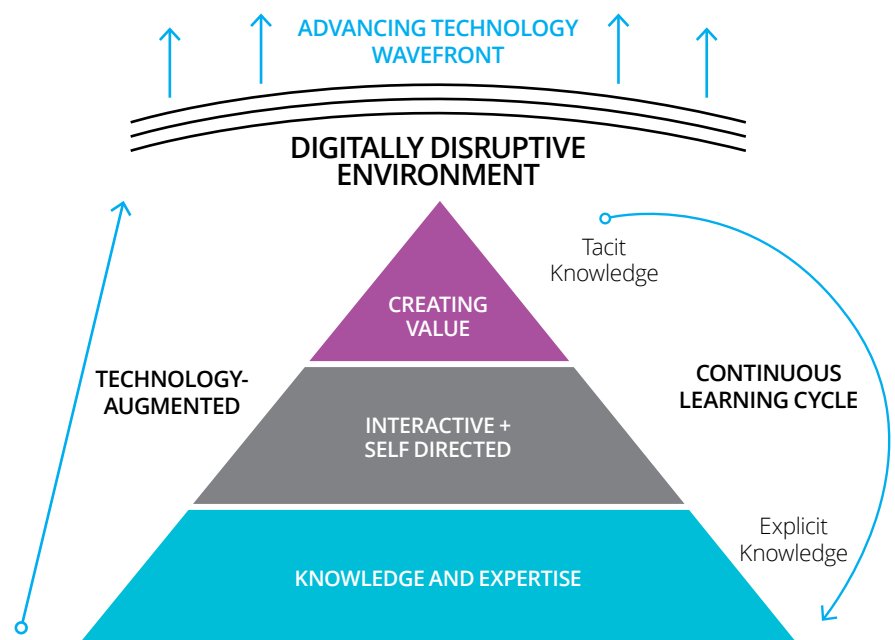 ADVANCING TECHNOLOGY
WAVEFRONT
DIGITALLY DISRUPTIVE
ENVIRONMENT
Tacit
Knowledge
CREATING
VALUE
TECHNOLOGY-
AUGMENTED
CONTINUOUS
LEARNING CYCLE
INTERACTIVE +
SELF DIRECTED
Explicit
Knowledge
KNOWLEDGE AND EXPERTISE